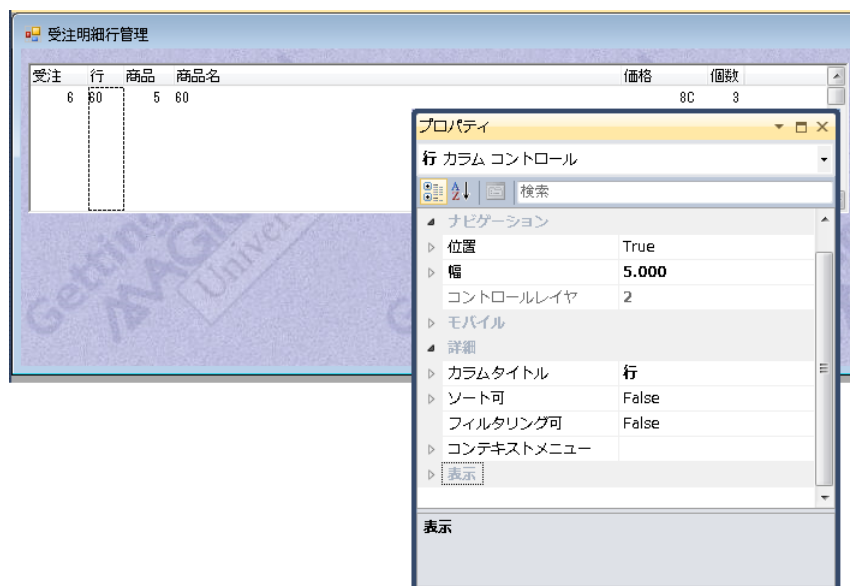 受注明細行管理
受注 行 商品 商品名 価格 個数
6 60 5 60 8C 3
プロパティ
行 カラム コントロール
検索
ナビゲーション
位置 True
幅 5.000
コントロールレイヤ 2
モバイル
詳細
カラムタイトル 行
ソート可 False
フィルタリング可 False
コンテキストメニュー
表示
表示
Getting
MAGIC
Univer